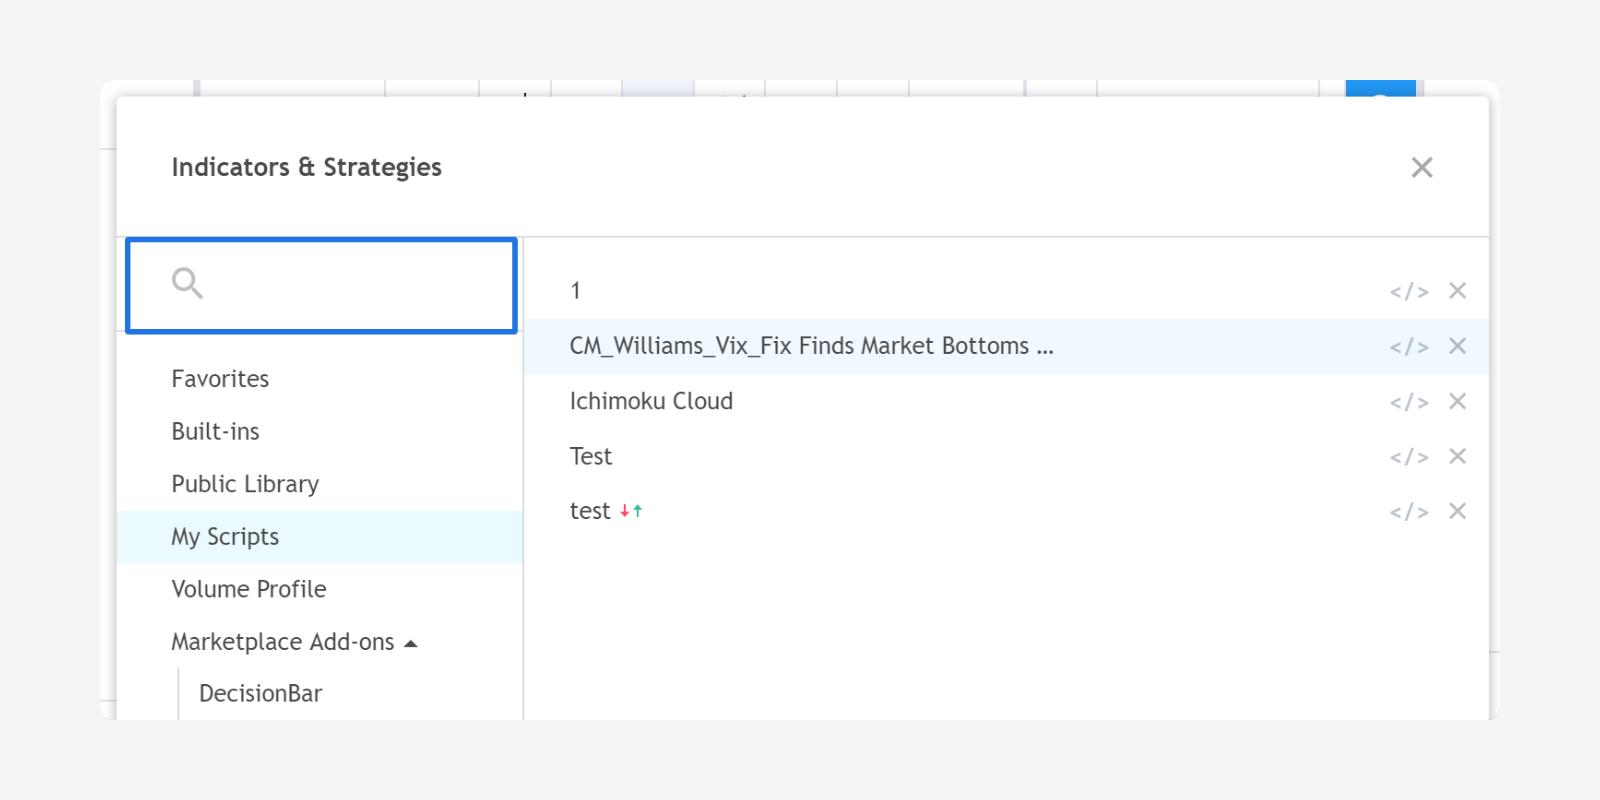 Indicators & Strategies
Favorites
Built-ins
Public Library
My Scripts
Volume Profile
Marketplace Add-ons
DecisionBar
1
CM_Williams_Vix_Fix Finds Market Bottoms ...
Ichimoku Cloud
Test
test